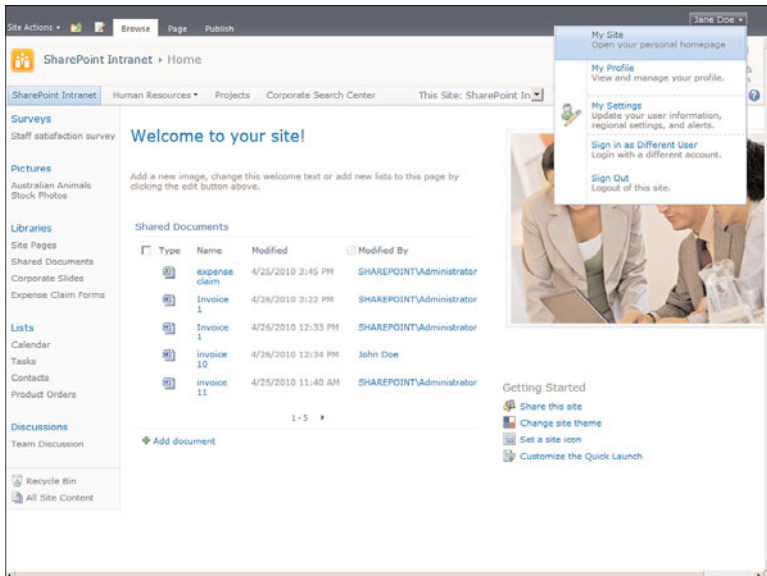 Site Actions
Browse
Page
Publish
Jane Doe
SharePoint Intranet › Home
My Site
Open your personal homepage
My Profile
View and manage your profile.
My Settings
Update your user information,
regional settings, and alerts.
Sign in as Different User
Login with a different account.
Sign Out
Logout of this site.
SharePoint Intranet
Human Resources
Projects
Corporate Search Center
This Site: SharePoint In
Surveys
Staff satisfaction survey
Pictures
Australian Animals
Stock Photos
Libraries
Site Pages
Shared Documents
Corporate Slides
Expense Claim Forms
Lists
Calendar
Tasks
Contacts
Product Orders
Discussions
Team Discussion
Recycle Bin
All Site Content
Welcome to your site!
Add a new image, change this welcome text or add new lists to this page by
clicking the edit button above.
Shared Documents
Type Name Modified Modified By
expense 4/25/2010 3:45 PM SHAREPOINT\Administrator
claim
Invoice 4/26/2010 3:22 PM SHAREPOINT\Administrator
1
Invoice 4/26/2010 12:33 PM SHAREPOINT\Administrator
1
invoice 4/26/2010 12:34 PM John Doe
10
invoice 4/25/2010 11:40 AM SHAREPOINT\Administrator
11
1-5
Add document
Getting Started
Share this site
Change site theme
Set a site icon
Customize the Quick Launch